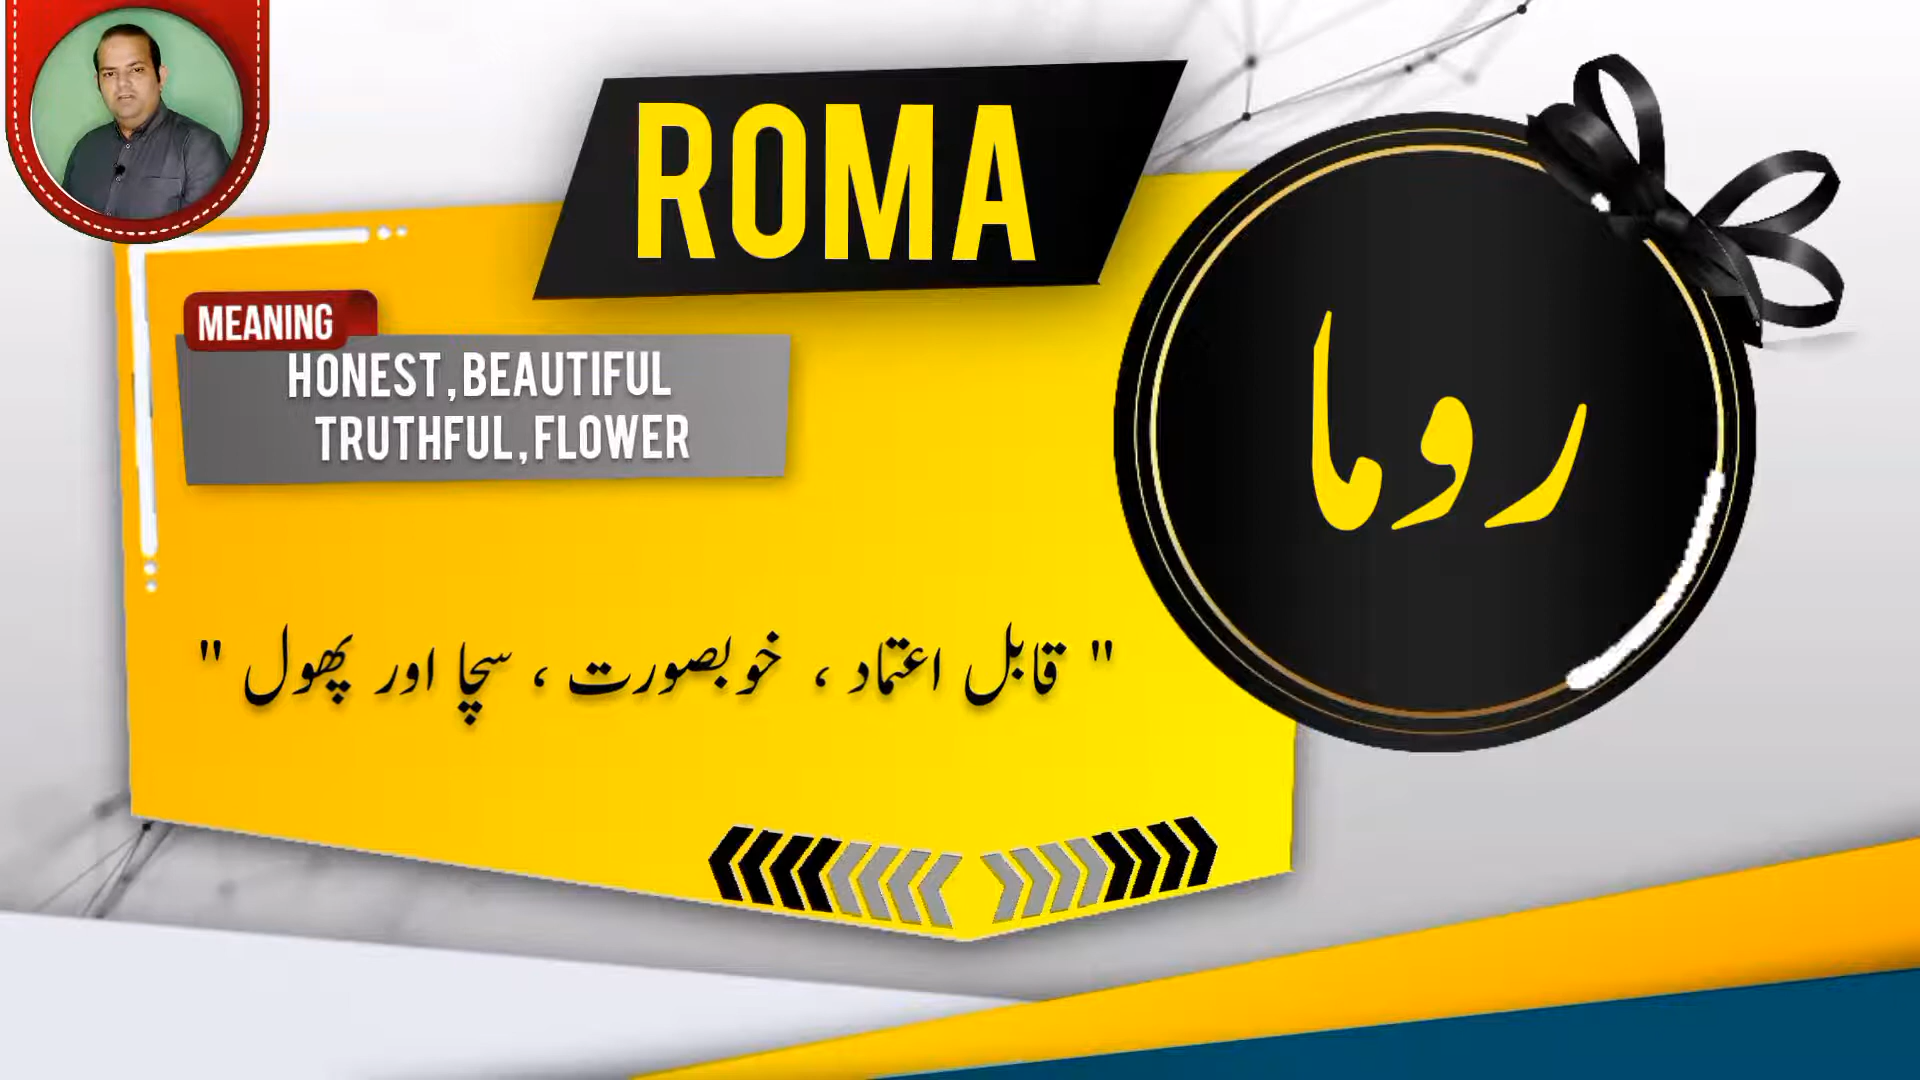 ROMA
روما
MEANING
HONEST,BEAUTIFUL
TRUTHFUL,FLOWER
" قابل اعتماد ، خوبصورت ، سچا اور پھول "